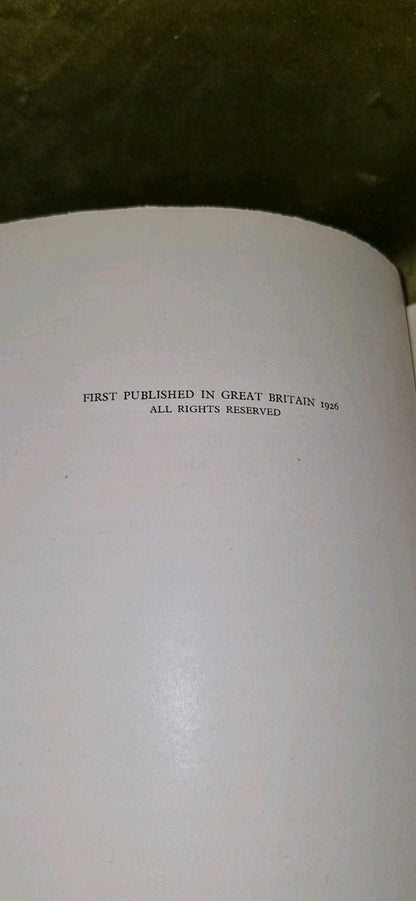 FIRST PUBLISHED IN GREAT BRITAIN 1926
ALL RIGHTS RESERVED